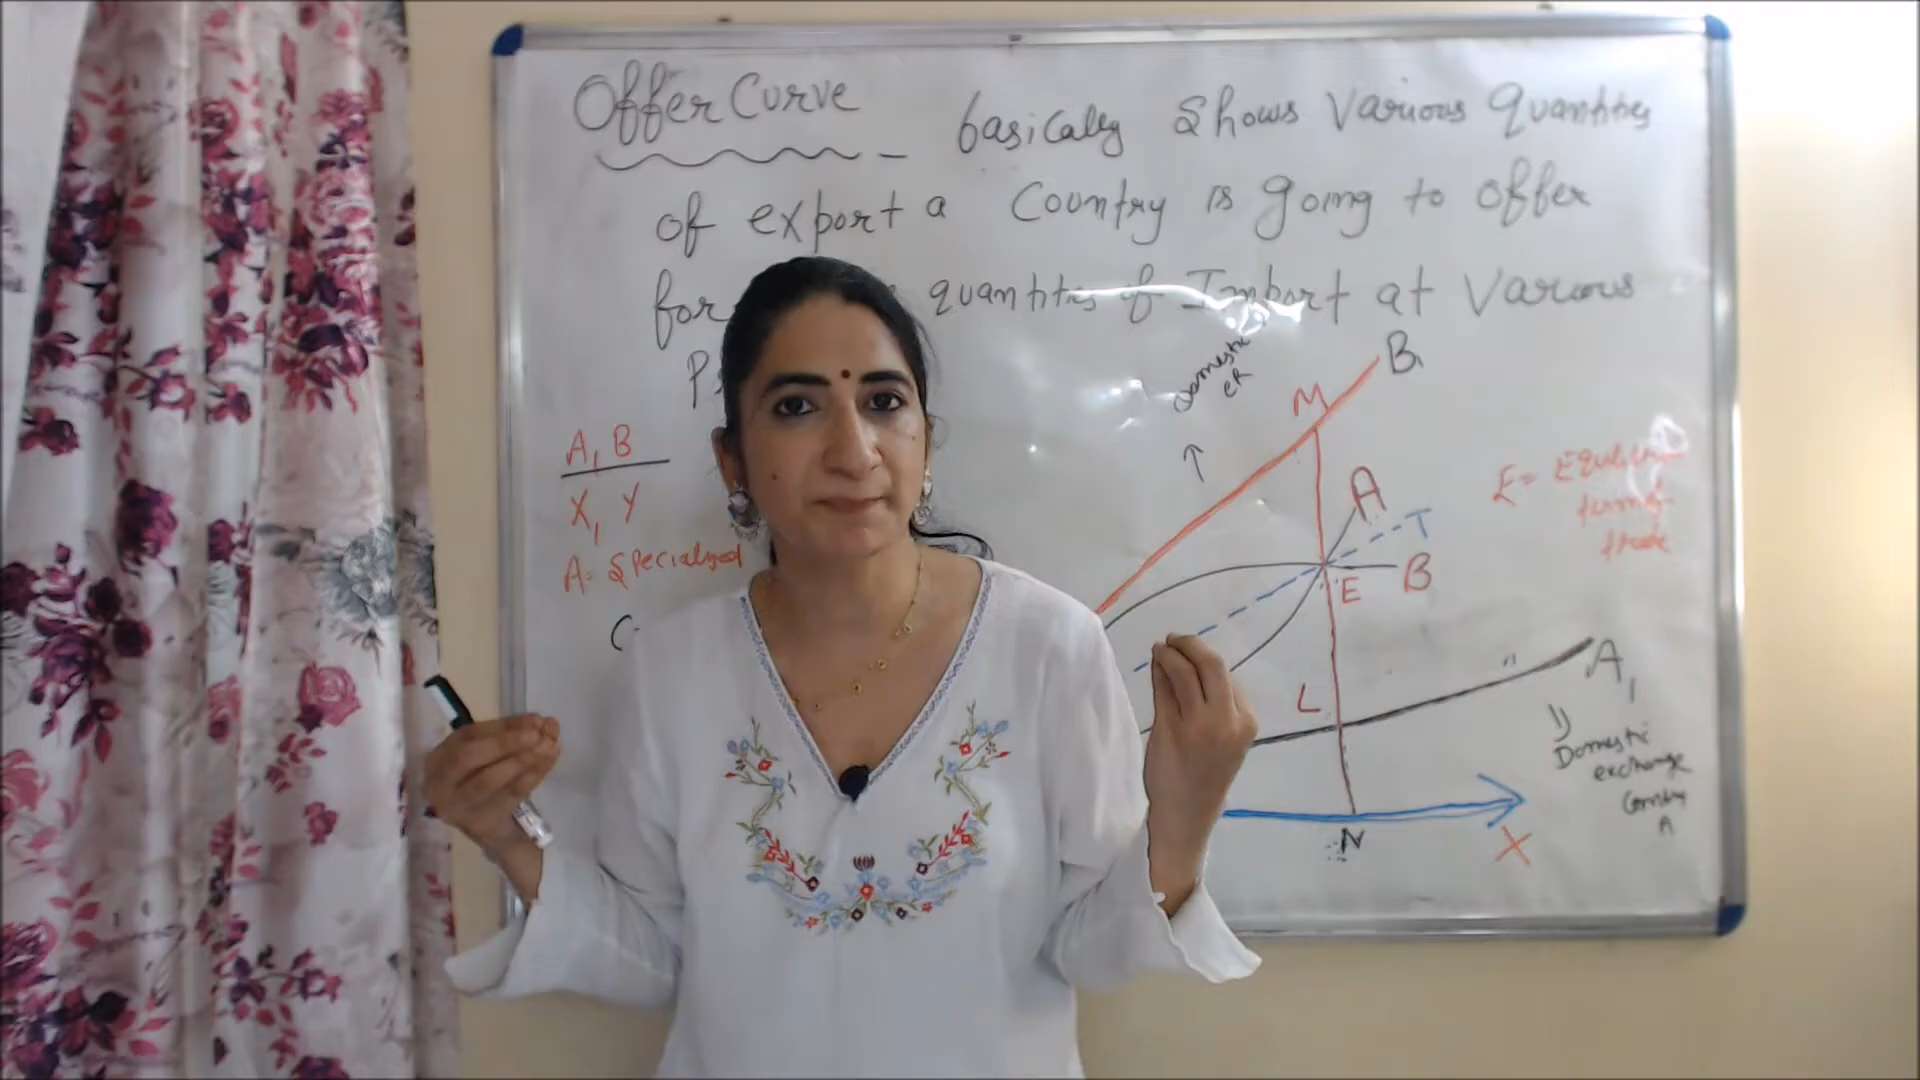 Offer Curve basically shows Various Quantities
of export a Country is going to offer
for quantities of Import at Various
A, B
X, Y
A = Specialized
Domestic
ER
↑
B1
M
A
T
E
B
L
A1
N
X
E = 
terms of
trade
1)
Domestic
exchange
Country
A